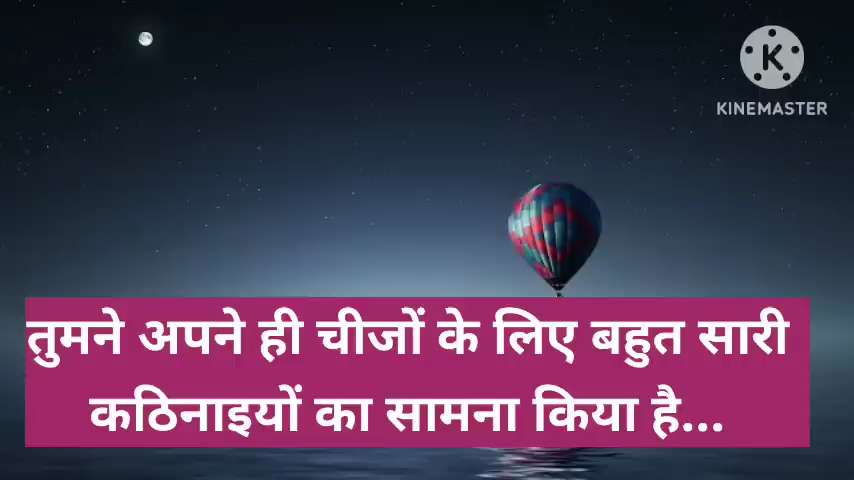 KINEMASTER
तुमने अपने ही चीजों के लिए बहुत सारी
कठिनाइयों का सामना किया है...